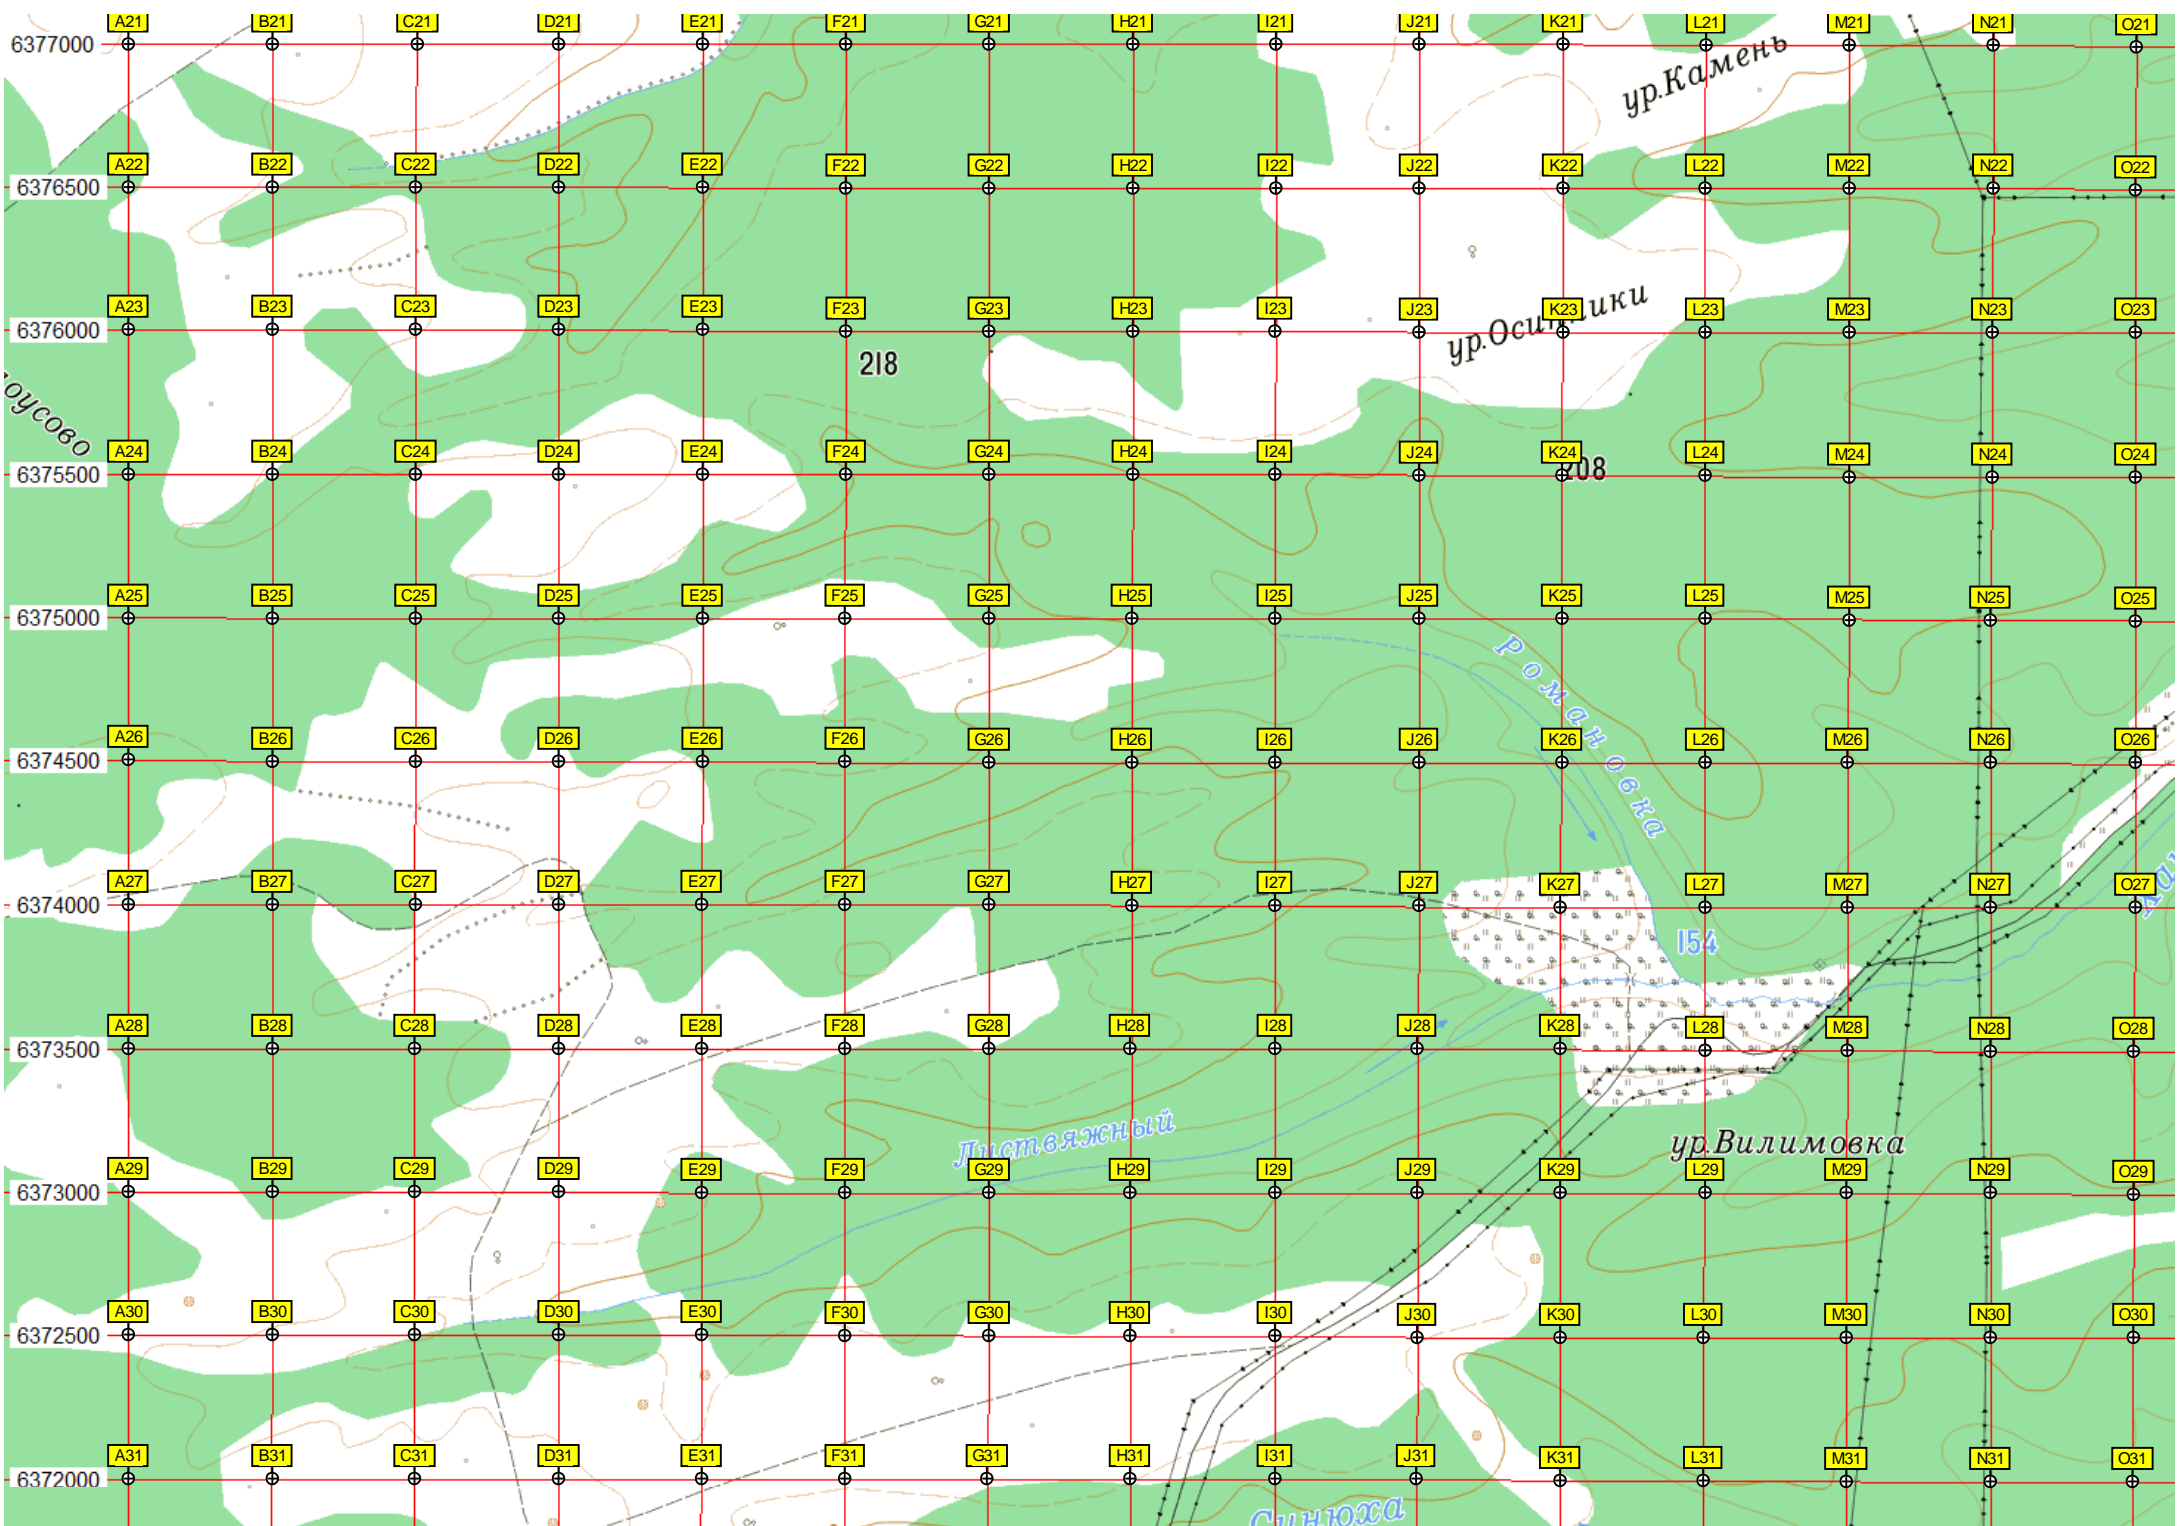 A21 B21 C21 D21 E21 F21 G21 H21 I21 J21 K21 L21 M21 N21 O21
6377000
ур.Камень
A22 B22 C22 D22 E22 F22 G22 H22 I22 J22 K22 L22 M22 N22 O22
6376500
A23 B23 C23 D23 E23 F23 G23 H23 I23 J23 K23 L23 M23 N23 O23
6376000
218
208
A24 B24 C24 D24 E24 F24 G24 H24 I24 J24 K24 L24 M24 N24 O24
6375500
A25 B25 C25 D25 E25 F25 G25 H25 I25 J25 K25 L25 M25 N25 O25
6375000
Романовка
A26 B26 C26 D26 E26 F26 G26 H26 I26 J26 K26 L26 M26 N26 O26
6374500
A27 B27 C27 D27 E27 F27 G27 H27 I27 J27 K27 L27 M27 N27 O27
6374000
154
A28 B28 C28 D28 E28 F28 G28 H28 I28 J28 K28 L28 M28 N28 O28
6373500
Листвяжный
ур.Вилимовка
A29 B29 C29 D29 E29 F29 G29 H29 I29 J29 K29 L29 M29 N29 O29
6373000
A30 B30 C30 D30 E30 F30 G30 H30 I30 J30 K30 L30 M30 N30 O30
6372500
A31 B31 C31 D31 E31 F31 G31 H31 I31 J31 K31 L31 M31 N31 O31
6372000
Синюха